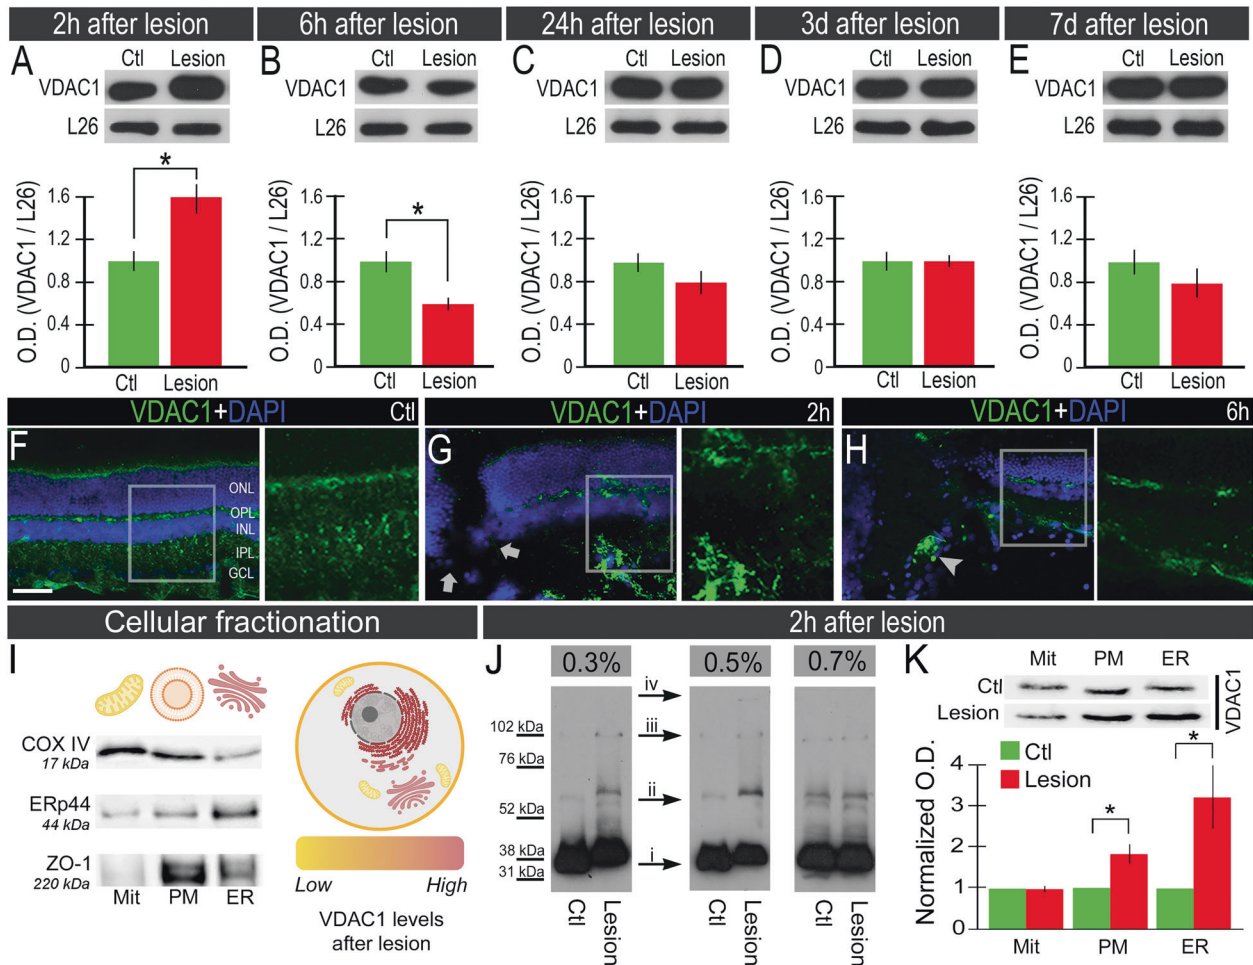 2h after lesion
6h after lesion
24h after lesion
3d after lesion
7d after lesion
A
Ctl Lesion
VDAC1
L26
*
O.D. (VDAC1 / L26)
1.6
1.2
0.8
0.4
0
Ctl Lesion
B
Ctl Lesion
VDAC1
L26
*
O.D. (VDAC1 / L26)
1.6
1.2
0.8
0.4
0
Ctl Lesion
C
Ctl Lesion
VDAC1
L26
O.D. (VDAC1 / L26)
1.6
1.2
0.8
0.4
0
Ctl Lesion
D
Ctl Lesion
VDAC1
L26
O.D. (VDAC1 / L26)
1.6
1.2
0.8
0.4
0
Ctl Lesion
E
Ctl Lesion
VDAC1
L26
O.D. (VDAC1 / L26)
1.6
1.2
0.8
0.4
0
Ctl Lesion
VDAC1+DAPI Ctl
F
ONL
OPL
INL
IPL
GCL
VDAC1+DAPI 2h
G
VDAC1+DAPI 6h
H
Cellular fractionation
I
COX IV
17 kDa
ERp44
44 kDa
ZO-1
220 kDa
Mit PM ER
Low High
VDAC1 levels
after lesion
2h after lesion
J
0.3% 0.5% 0.7%
iv
102 kDa
iii
76 kDa
ii
52 kDa
38 kDa
i
31 kDa
Ctl Lesion
Ctl Lesion
Ctl Lesion
K
Mit PM ER
Ctl
Lesion
VDAC1
Ctl
Lesion
*
*
Normalized O.D.
4
3
2
1
0
Mit PM ER